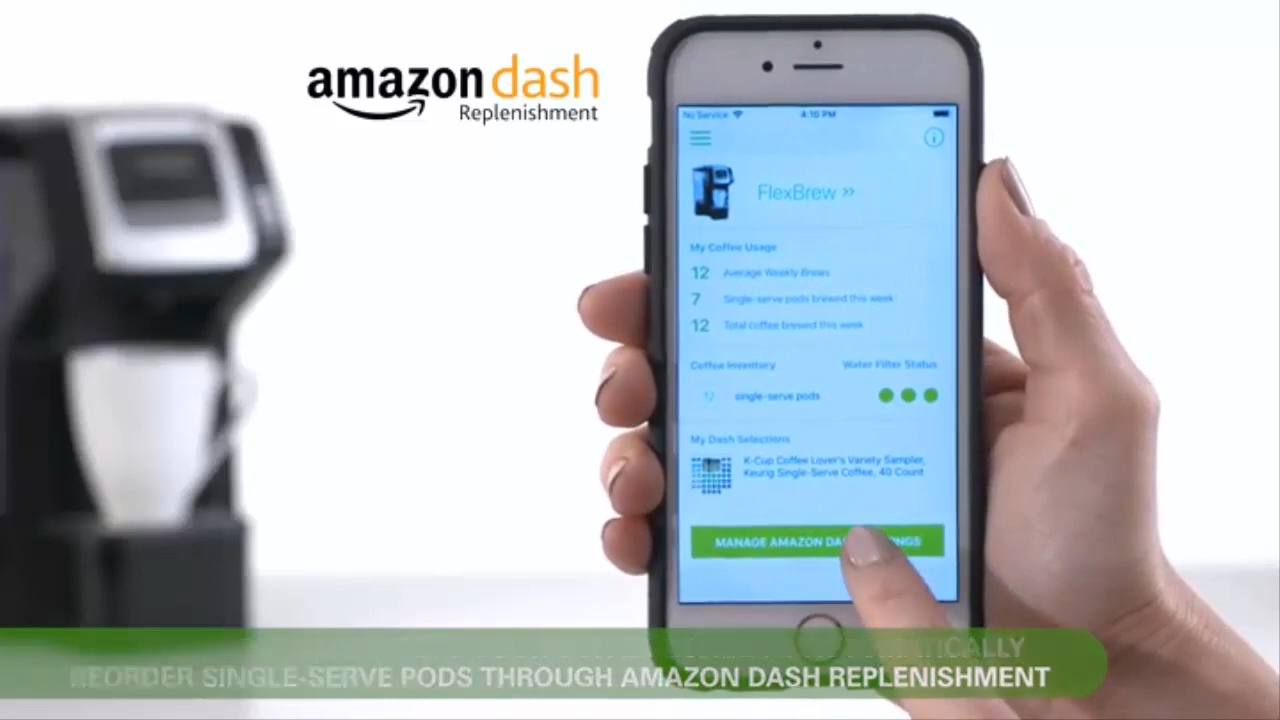 amazon dash
Replenishment
No Service
4:10 PM
FlexBrew >>
My Coffee Usage
12 Average Weekly Brews
7 Single-serve pods brewed this week
12 Total coffee brewed this week
Coffee Inventory Water Filter Status
12 single-serve pods
My Dash Selections
K-Cup Coffee Lover's Variety Sampler,
Keurig Single-Serve Coffee, 40 Count
MANAGE AMAZON
REORDER SINGLE-SERVE PODS THROUGH AMAZON DASH REPLENISHMENT